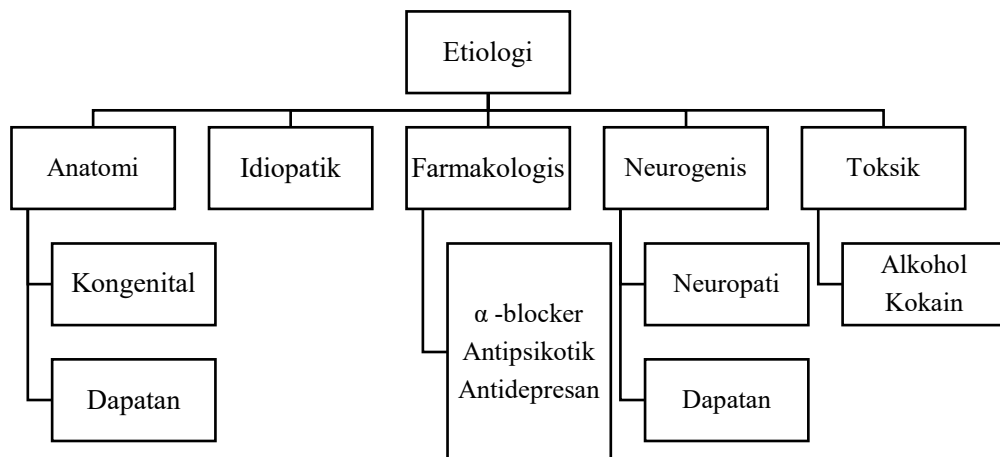 Etiologi
Anatomi
Idiopatik
Farmakologis
Neurogenis
Toksik
Kongenital
Dapatan
α -blocker
Antipsikotik
Antidepresan
Neuropati
Dapatan
Alkohol
Kokain